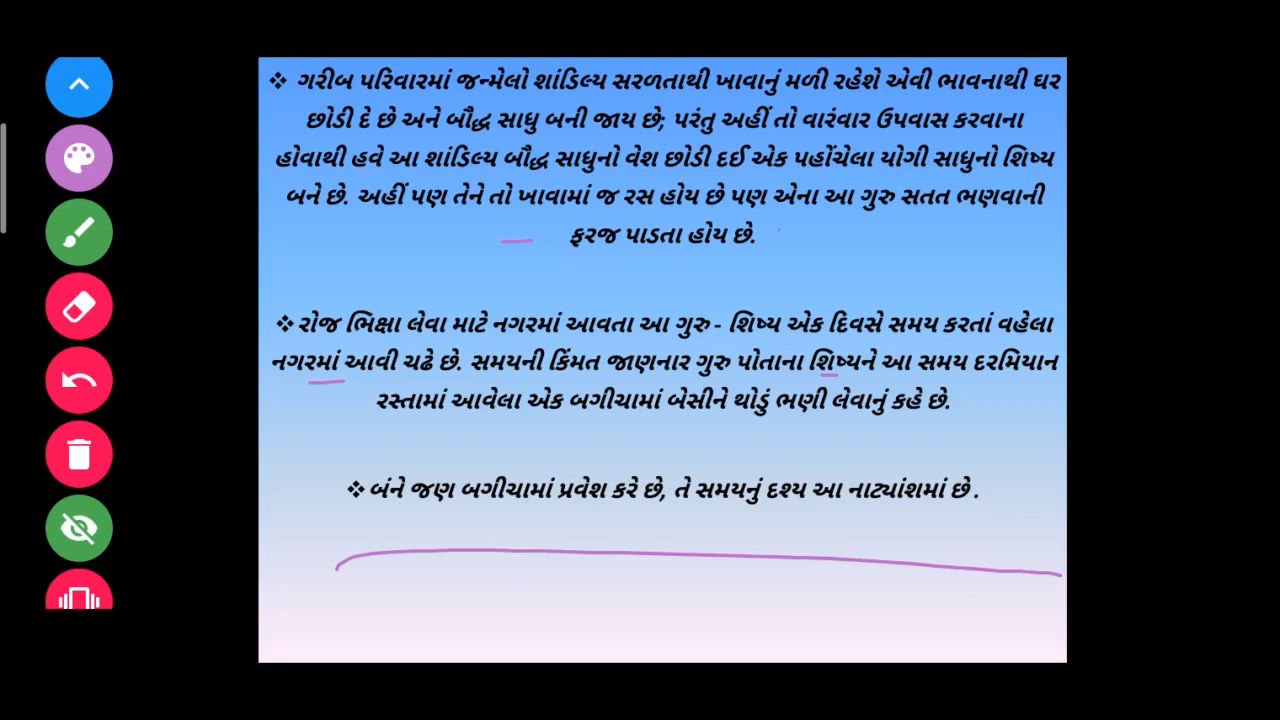 ❖ ગરીબ પરિવારમાં જન્મેલો શાંડિલ્ય સરળતાથી ખાવાનું મળી રહેશે એવી ભાવનાથી ઘર
છોડી દે છે અને બૌદ્ધ સાધુ બની જાય છે; પરંતુ અહીં તો વારંવાર ઉપવાસ કરવાના
હોવાથી હવે આ શાંડિલ્ય બૌદ્ધ સાધુનો વેશ છોડી દઈ એક પહોંચેલા યોગી સાધુનો શિષ્ય
બને છે. અહીં પણ તેને તો ખાવામાં જ રસ હોય છે પણ એના આ ગુરુ સતત ભણવાની
ફરજ પાડતા હોય છે.
❖ રોજ ભિક્ષા લેવા માટે નગરમાં આવતા આ ગુરુ - શિષ્ય એક દિવસે સમય કરતાં વહેલા
નગરમાં આવી ચઢે છે. સમયની કિંમત જાણનાર ગુરુ પોતાના શિષ્યને આ સમય દરમિયાન
રસ્તામાં આવેલા એક બગીચામાં બેસીને થોડું ભણી લેવાનું કહે છે.
❖ બંને જણ બગીચામાં પ્રવેશ કરે છે, તે સમયનું દશ્ય આ નાટ્યાંશમાં છે .